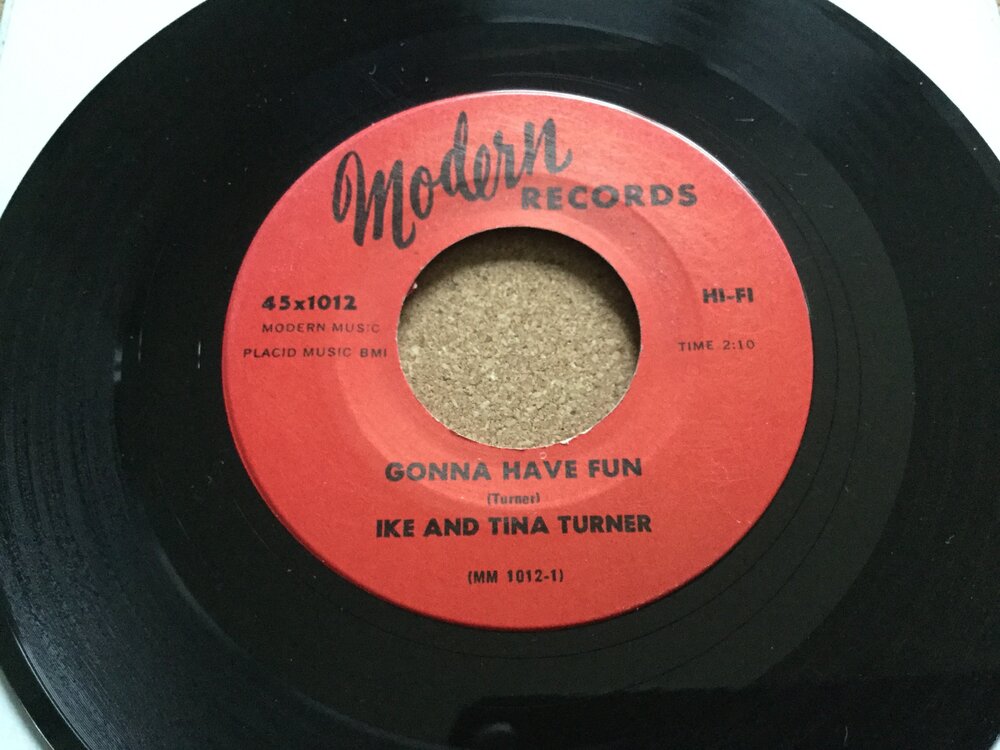 Modern
RECORDS
45x1012
MODERN MUSIC
PLACID MUSIC BMI
HI-FI
TIME 2:10
GONNA HAVE FUN
(Turner)
IKE AND TINA TURNER
(MM 1012-1)